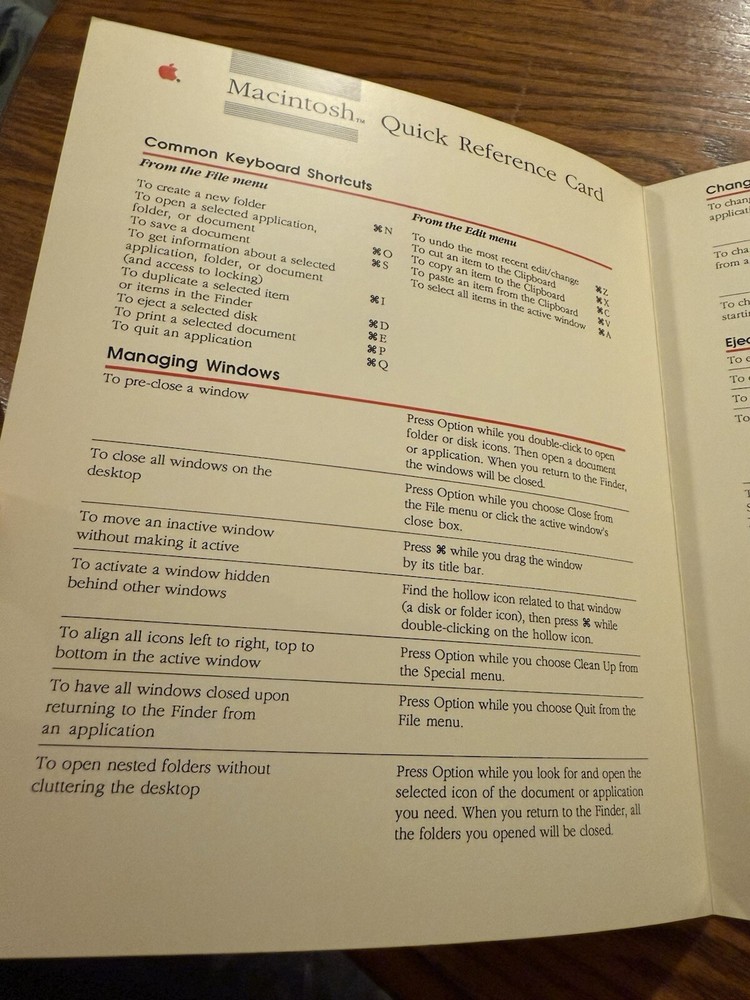 Macintosh™ Quick Reference Card
Common Keyboard Shortcuts
From the File menu
To create a new folder ⌘N
To open a selected application,
folder, or document ⌘O
To save a document ⌘S
To get information about a selected
application, folder, or document
(and access to locking) ⌘I
To duplicate a selected item
or items in the Finder ⌘D
To eject a selected disk ⌘E
To print a selected document ⌘P
To quit an application ⌘Q
From the Edit menu
To undo the most recent edit/change ⌘Z
To cut an item to the Clipboard ⌘X
To copy an item to the Clipboard ⌘C
To paste an item from the Clipboard ⌘V
To select all items in the active window ⌘A
Managing Windows
To pre-close a window
Press Option while you double-click to open
folder or disk icons. Then open a document
or application. When you return to the Finder,
the windows will be closed.
To close all windows on the
desktop
Press Option while you choose Close from
the File menu or click the active window's
close box.
To move an inactive window
without making it active
Press ⌘ while you drag the window
by its title bar.
To activate a window hidden
behind other windows
Find the hollow icon related to that window
(a disk or folder icon), then press ⌘ while
double-clicking on the hollow icon.
To align all icons left to right, top to
bottom in the active window
Press Option while you choose Clean Up from
the Special menu.
To have all windows closed upon
returning to the Finder from
an application
Press Option while you choose Quit from the
File menu.
To open nested folders without
cluttering the desktop
Press Option while you look for and open the
selected icon of the document or application
you need. When you return to the Finder, all
the folders you opened will be closed.
To
To
To
To
To
To